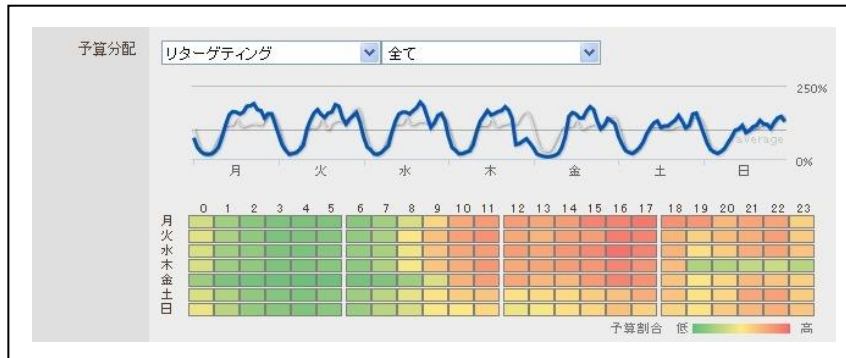 予算分配
リターゲティング
全て
250%
average
0%
月 火 水 木 金 土 日
0 1 2 3 4 5 6 7 8 9 10 11 12 13 14 15 16 17 18 19 20 21 22 23
月
火
水
木
金
土
日
予算割合 低 高